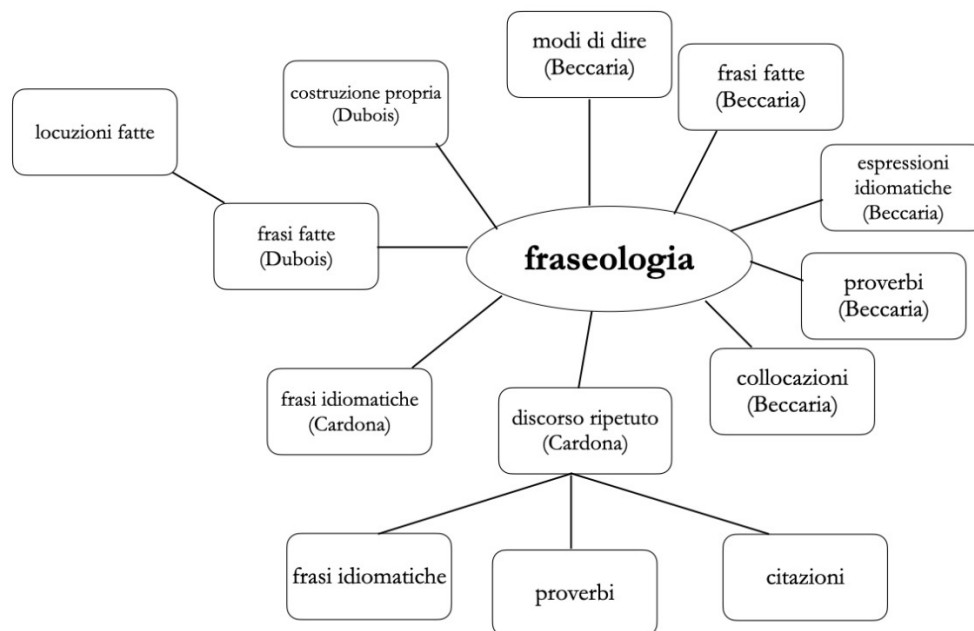 modi di dire
(Beccaria)
frasi fatte
(Beccaria)
costruzione propria
(Dubois)
locuzioni fatte
espressioni
idiomatiche
(Beccaria)
frasi fatte
(Dubois)
fraseologia
proverbi
(Beccaria)
collocazioni
(Beccaria)
frasi idiomatiche
(Cardona)
discorso ripetuto
(Cardona)
frasi idiomatiche
proverbi
citazioni